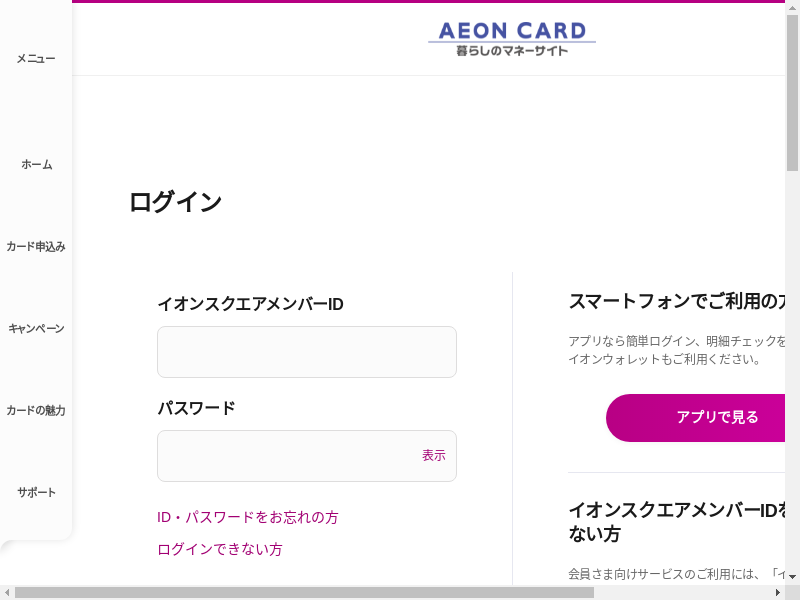 メニュー
ホーム
カード申込み
キャンペーン
カードの魅力
サポート
AEON CARD
暮らしのマネーサイト
ログイン
イオンスクエアメンバーID
パスワード
表示
ID・パスワードをお忘れの方
ログインできない方
スマートフォンでご利用の方
アプリなら簡単ログイン、明細チェックを
イオンウォレットもご利用ください。
アプリで見る
イオンスクエアメンバーIDを
ない方
会員さま向けサービスのご利用には、「イ